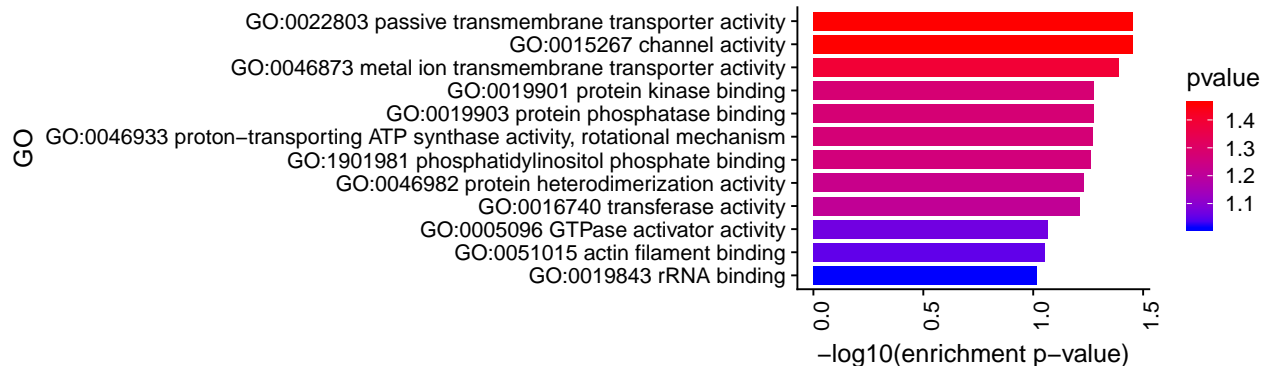 GO:0022803 passive transmembrane transporter activity
GO:0015267 channel activity
GO:0046873 metal ion transmembrane transporter activity
GO:0019901 protein kinase binding
GO:0019903 protein phosphatase binding
GO:0046933 proton−transporting ATP synthase activity, rotational mechanism
GO:1901981 phosphatidylinositol phosphate binding
GO:0046982 protein heterodimerization activity
GO:0016740 transferase activity
GO:0005096 GTPase activator activity
GO:0051015 actin filament binding
GO:0019843 rRNA binding
GO
0.0
0.5
1.0
1.5
−log10(enrichment p−value)
pvalue
1.4
1.3
1.2
1.1